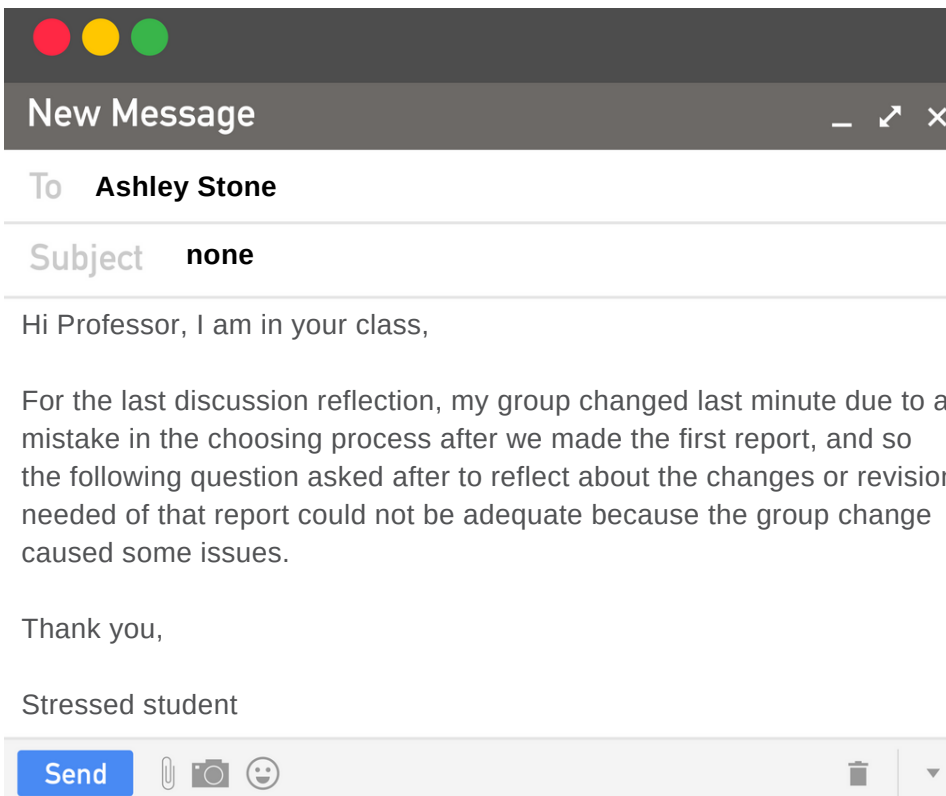 New Message
To Ashley Stone
Subject none
Hi Professor, I am in your class,
For the last discussion reflection, my group changed last minute due to a
mistake in the choosing process after we made the first report, and so
the following question asked after to reflect about the changes or revision
needed of that report could not be adequate because the group change
caused some issues.
Thank you,
Stressed student
Send